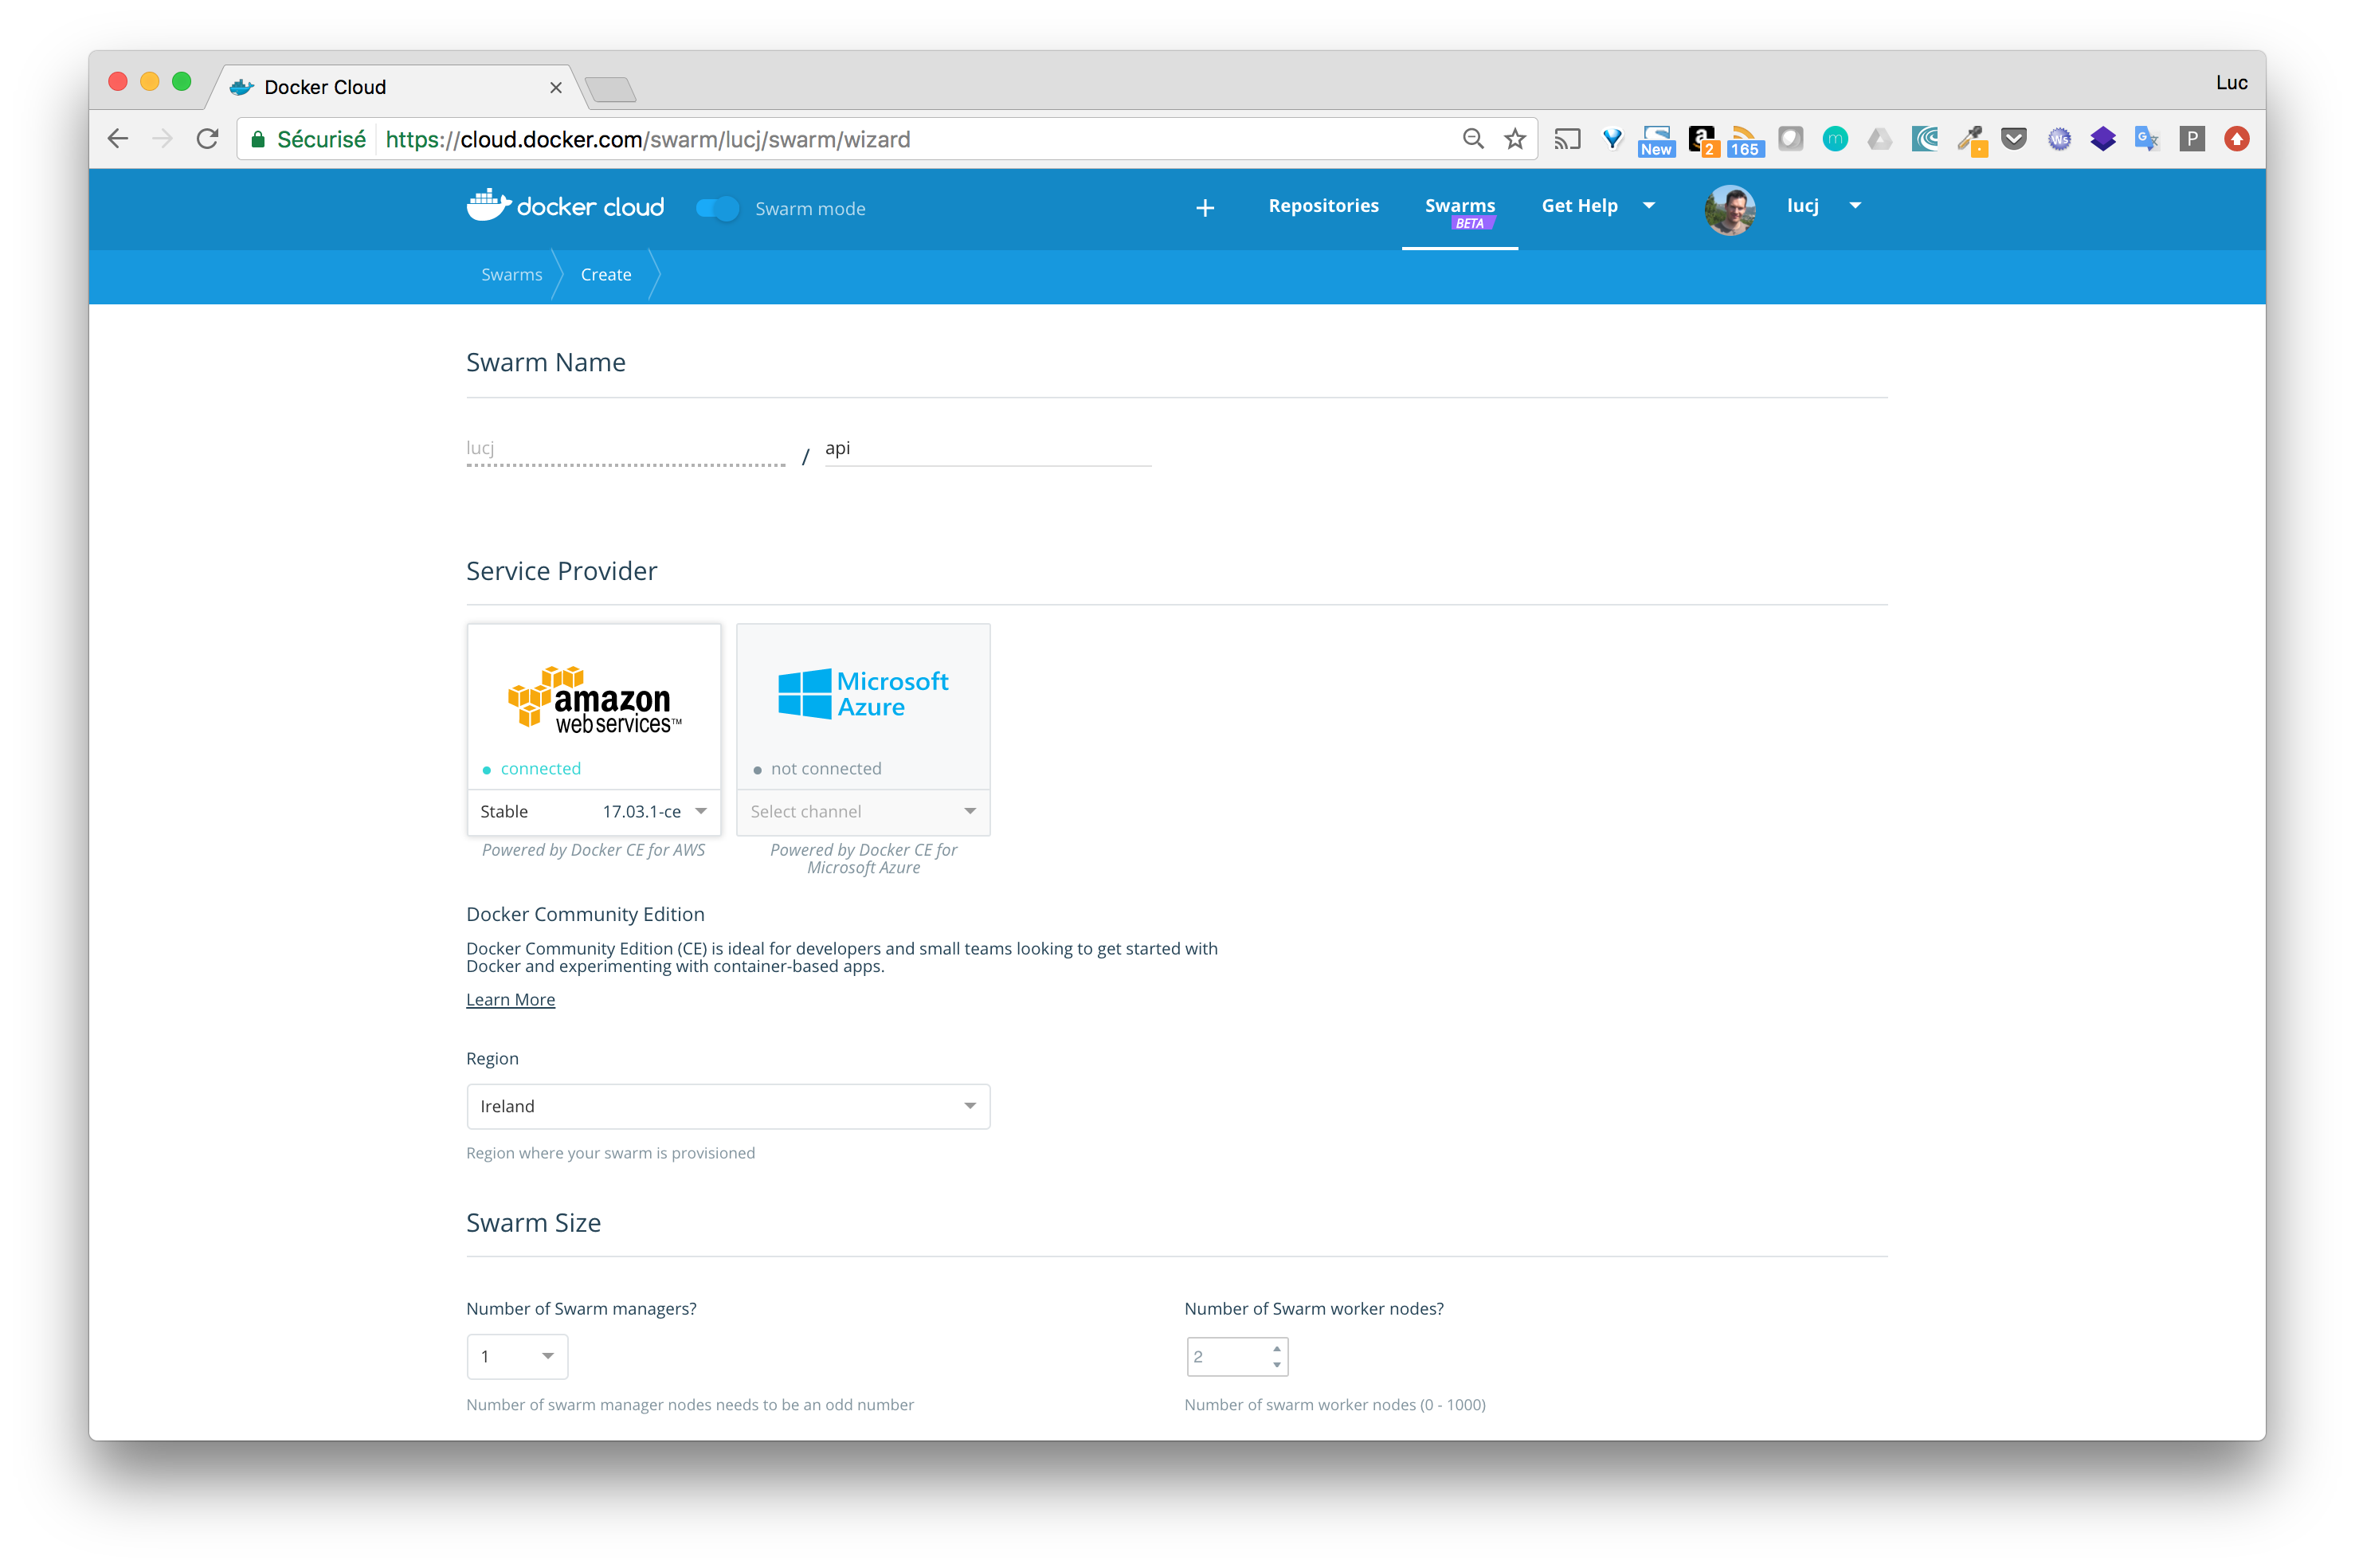 Docker Cloud
Luc
Sécurisé https://cloud.docker.com/swarm/lucj/swarm/wizard
New 2 165 m Ws G P
docker cloud Swarm mode + Repositories Swarms Get Help lucj
BETA
Swarms Create
Swarm Name
lucj / api
Service Provider
amazon
web services™
Microsoft
Azure
connected
not connected
Stable 17.03.1-ce
Select channel
Powered by Docker CE for AWS
Powered by Docker CE for
Microsoft Azure
Docker Community Edition
Docker Community Edition (CE) is ideal for developers and small teams looking to get started with
Docker and experimenting with container-based apps.
Learn More
Region
Ireland
Region where your swarm is provisioned
Swarm Size
Number of Swarm managers? Number of Swarm worker nodes?
1 2
Number of swarm manager nodes needs to be an odd number Number of swarm worker nodes (0 - 1000)